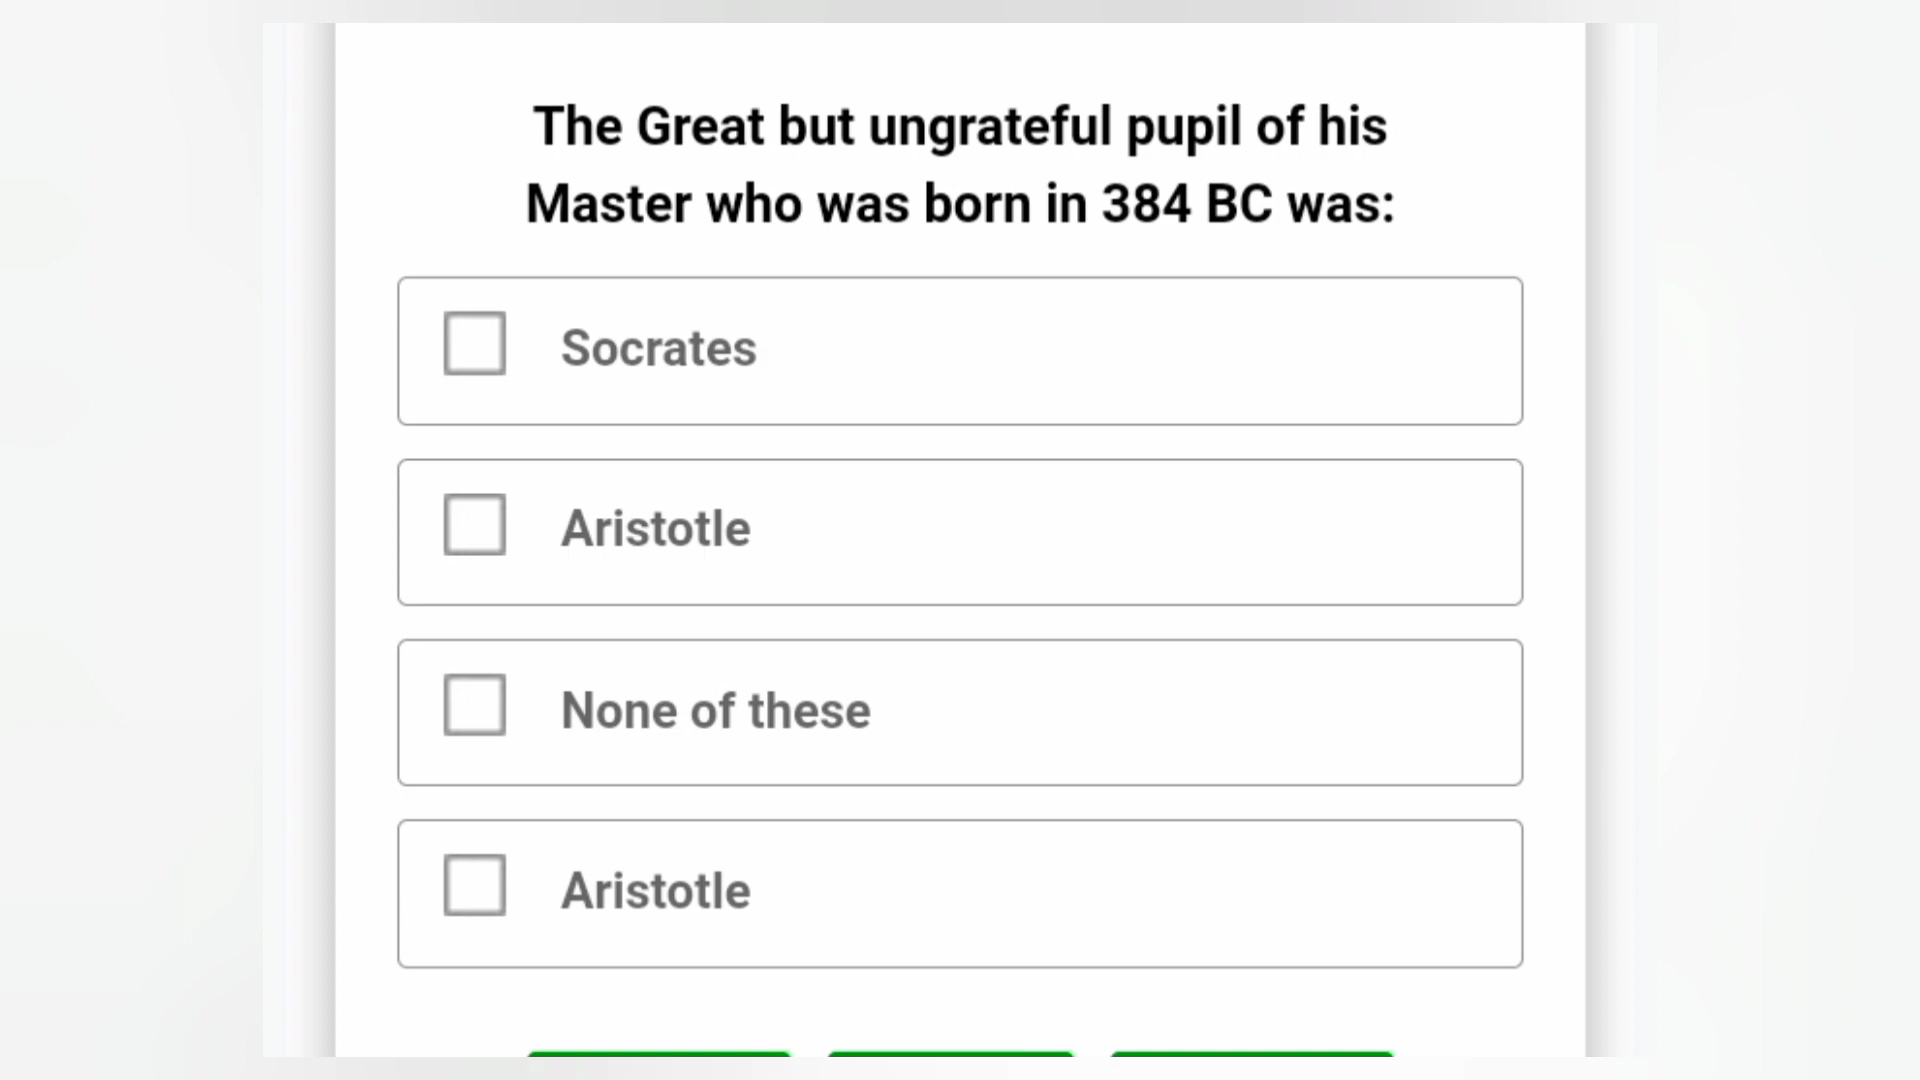 The Great but ungrateful pupil of his
Master who was born in 384 BC was:
Socrates
Aristotle
None of these
Aristotle